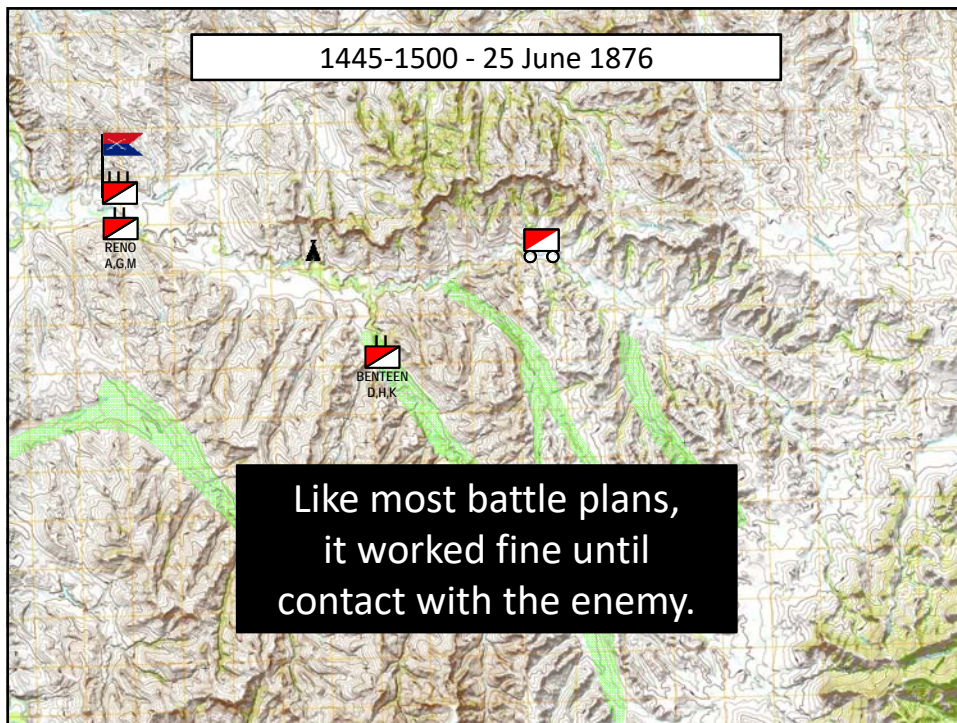 1445-1500 - 25 June 1876
RENO
A,G,M
BENTEEN
D,H,K
Like most battle plans,
it worked fine until
contact with the enemy.